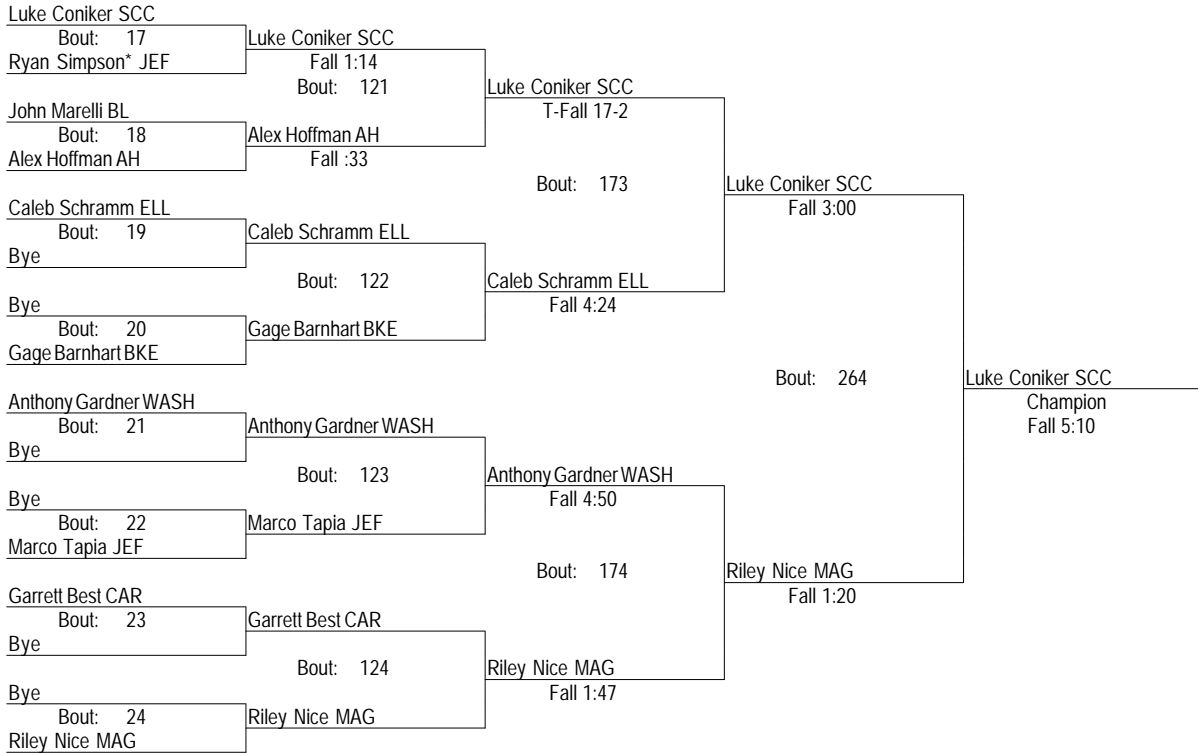 Luke Coniker SCC
Bout: 17
Ryan Simpson* JEF
Luke Coniker SCC
Fall 1:14
Bout: 121
John Marelli BL
Bout: 18
Alex Hoffman AH
Alex Hoffman AH
Fall :33
Luke Coniker SCC
T-Fall 17-2
Bout: 173
Caleb Schramm ELL
Bout: 19
Bye
Caleb Schramm ELL
Bout: 122
Bye
Bout: 20
Gage Barnhart BKE
Gage Barnhart BKE
Caleb Schramm ELL
Fall 4:24
Luke Coniker SCC
Fall 3:00
Bout: 264
Luke Coniker SCC
Champion
Fall 5:10
Anthony Gardner WASH
Bout: 21
Bye
Anthony Gardner WASH
Bout: 123
Bye
Bout: 22
Marco Tapia JEF
Marco Tapia JEF
Anthony Gardner WASH
Fall 4:50
Bout: 174
Riley Nice MAG
Fall 1:20
Garrett Best CAR
Bout: 23
Bye
Garrett Best CAR
Bout: 124
Bye
Bout: 24
Riley Nice MAG
Riley Nice MAG
Riley Nice MAG
Fall 1:47